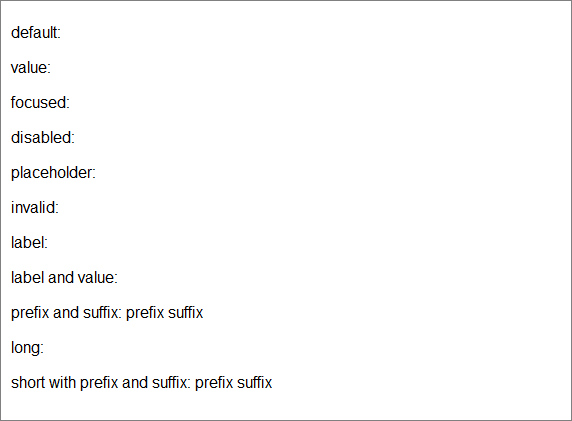 default:
value:
focused:
disabled:
placeholder:
invalid:
label:
label and value:
prefix and suffix: prefix suffix
long:
short with prefix and suffix: prefix suffix